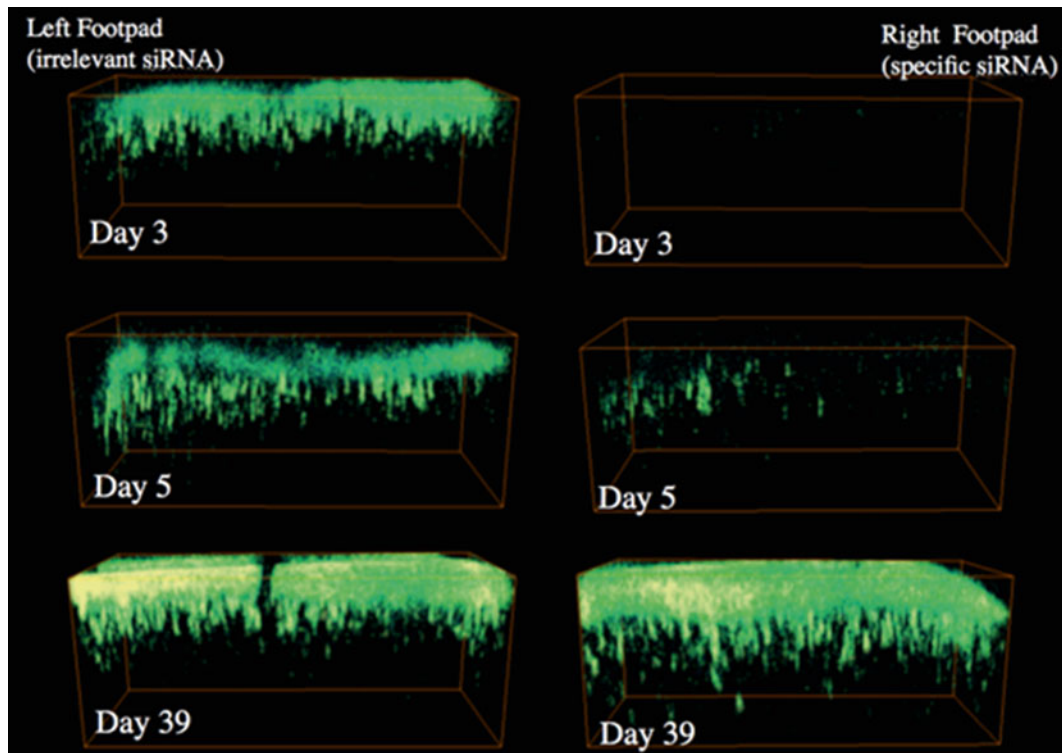 Left Footpad
(irrelevant siRNA)
Right Footpad
(specific siRNA)
Day 3
Day 3
Day 5
Day 5
Day 39
Day 39